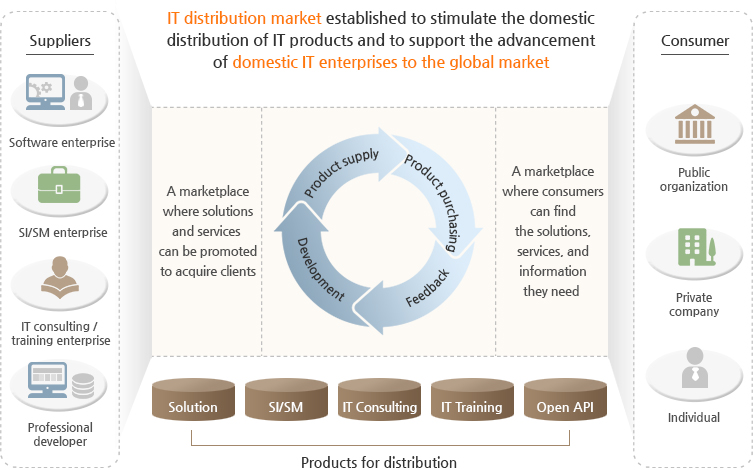 IT distribution market established to stimulate the domestic
distribution of IT products and to support the advancement
of domestic IT enterprises to the global market
Suppliers
Software enterprise
SI/SM enterprise
IT consulting /
training enterprise
Professional
developer
A marketplace
where solutions
and services
can be promoted
to acquire clients
Product supply
Product purchasing
Feedback
Development
A marketplace
where consumers
can find
the solutions,
services, and
information
they need
Consumer
Public
organization
Private
company
Individual
Solution
SI/SM
IT Consulting
IT Training
Open API
Products for distribution